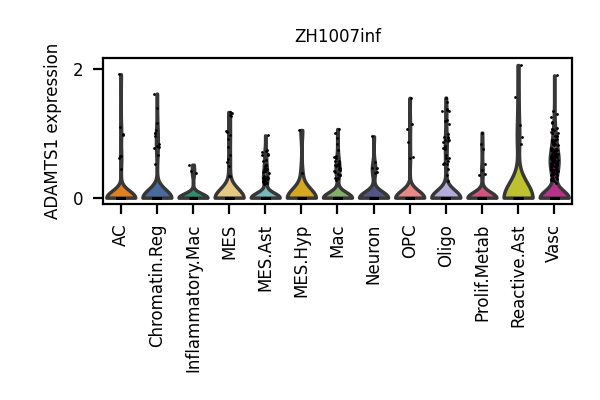 ZH1007inf
ADAMTS1 expression
2
0
AC
Chromatin.Reg
Inflammatory.Mac
MES
MES.Ast
MES.Hyp
Mac
Neuron
OPC
Oligo
Prolif.Metab
Reactive.Ast
Vasc